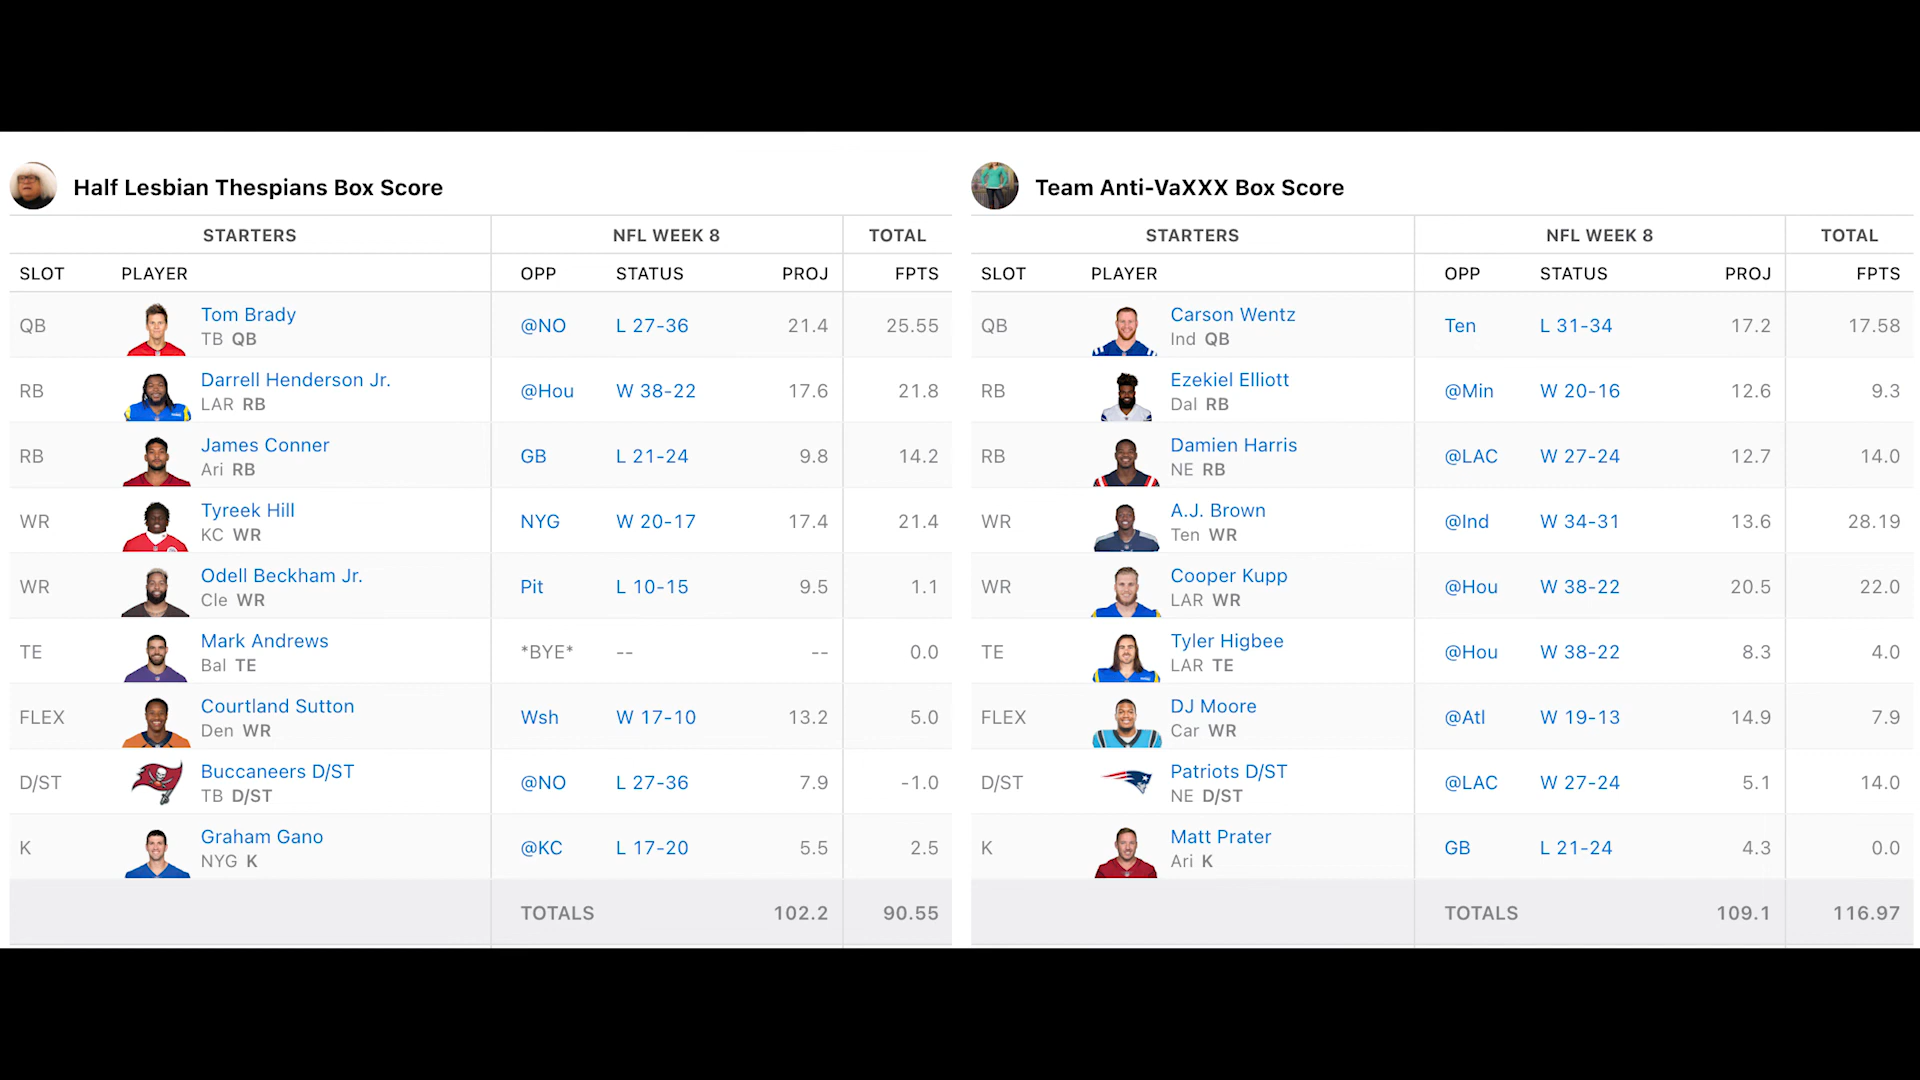 Half Lesbian Thespians Box Score
STARTERS NFL WEEK 8 TOTAL
SLOT PLAYER OPP STATUS PROJ FPTS
QB Tom Brady TB QB @NO L 27-36 21.4 25.55
RB Darrell Henderson Jr. LAR RB @Hou W 38-22 17.6 21.8
RB James Conner Ari RB GB L 21-24 9.8 14.2
WR Tyreek Hill KC WR NYG W 20-17 17.4 21.4
WR Odell Beckham Jr. Cle WR Pit L 10-15 9.5 1.1
TE Mark Andrews Bal TE *BYE* -- -- 0.0
FLEX Courtland Sutton Den WR Wsh W 17-10 13.2 5.0
D/ST Buccaneers D/ST TB D/ST @NO L 27-36 7.9 -1.0
K Graham Gano NYG K @KC L 17-20 5.5 2.5
TOTALS 102.2 90.55
Team Anti-VaXXX Box Score
STARTERS NFL WEEK 8 TOTAL
SLOT PLAYER OPP STATUS PROJ FPTS
QB Carson Wentz Ind QB Ten L 31-34 17.2 17.58
RB Ezekiel Elliott Dal RB @Min W 20-16 12.6 9.3
RB Damien Harris NE RB @LAC W 27-24 12.7 14.0
WR A.J. Brown Ten WR @Ind W 34-31 13.6 28.19
WR Cooper Kupp LAR WR @Hou W 38-22 20.5 22.0
TE Tyler Higbee LAR TE @Hou W 38-22 8.3 4.0
FLEX DJ Moore Car WR @Atl W 19-13 14.9 7.9
D/ST Patriots D/ST NE D/ST @LAC W 27-24 5.1 14.0
K Matt Prater Ari K GB L 21-24 4.3 0.0
TOTALS 109.1 116.97